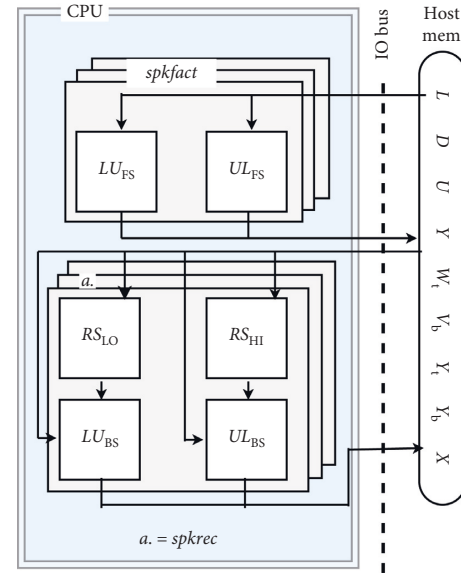 CPU
IO bus
Host
mem
spkfact
LU_FS
UL_FS
a.
RS_LO
RS_HI
LU_BS
UL_BS
a. = spkrec
L
D
U
Y
W_t
V_b
Y_t
Y_b
X